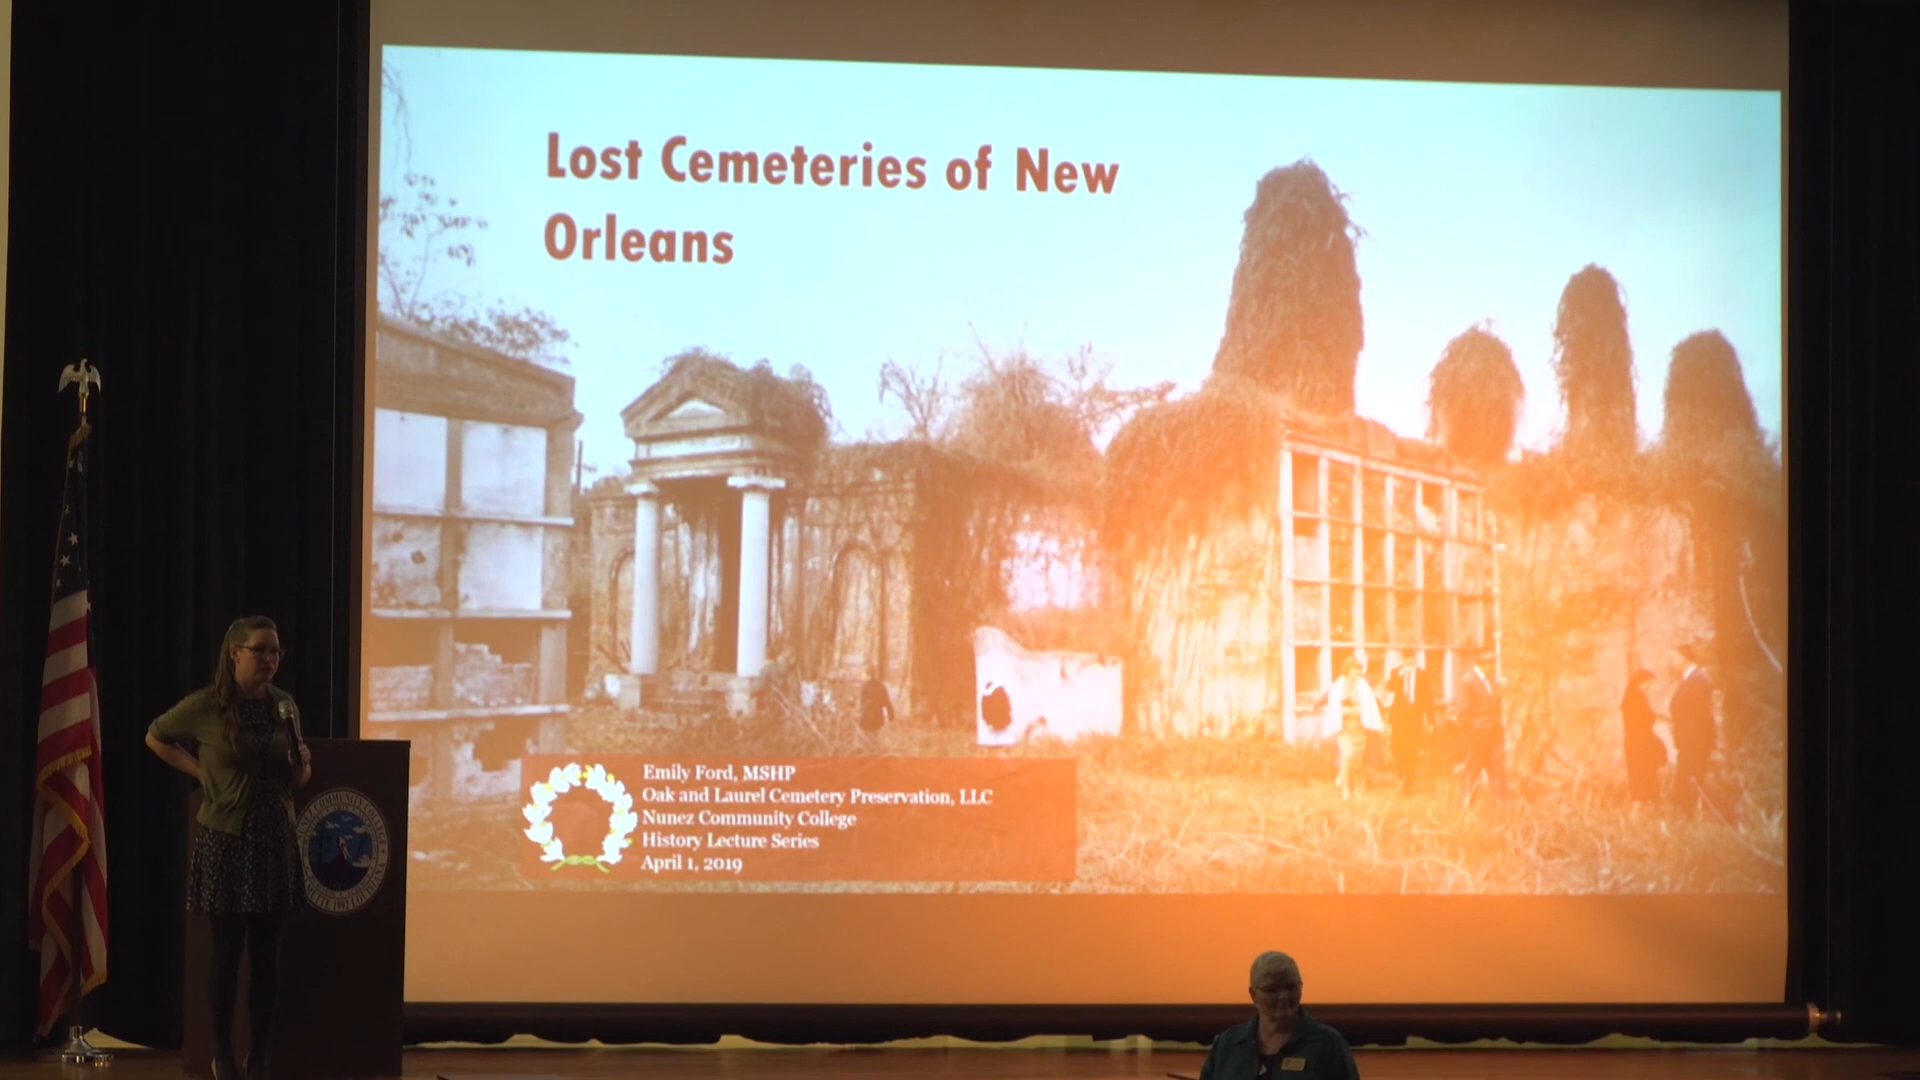 Lost Cemeteries of New
Orleans
Emily Ford, MSHP
Oak and Laurel Cemetery Preservation, LLC
Nunez Community College
History Lecture Series
April 1, 2019